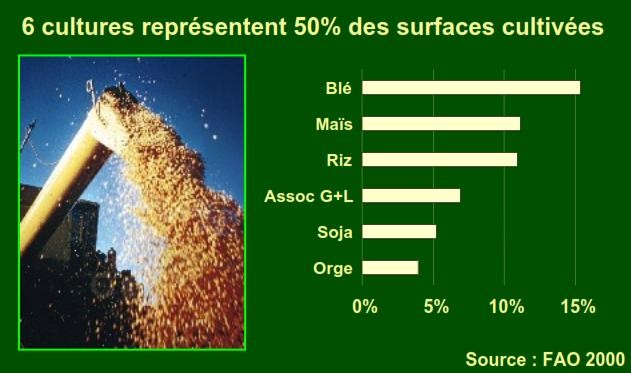 6 cultures représentent 50% des surfaces cultivées
Blé
Maïs
Riz
Assoc G+L
Soja
Orge
0% 5% 10% 15%
Source : FAO 2000